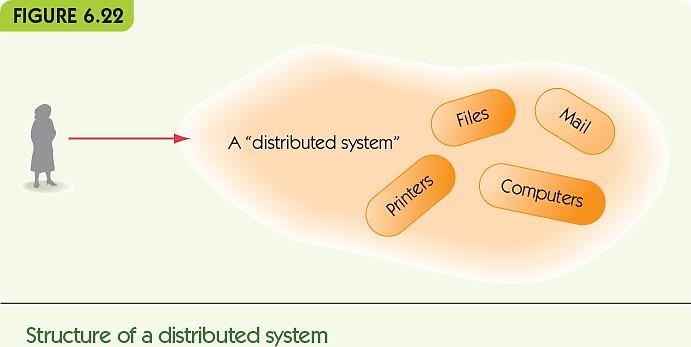 FIGURE 6.22
A “distributed system”
Files
Mail
Printers
Computers
Structure of a distributed system